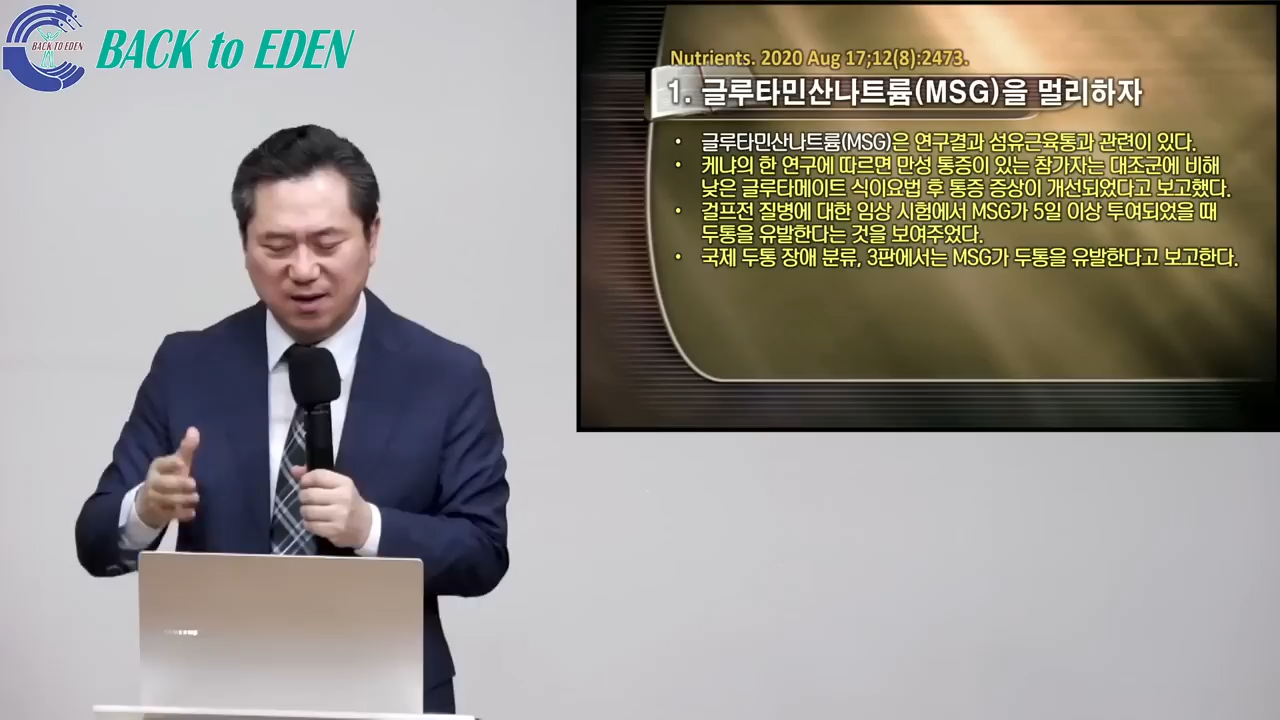 BACK TO EDEN
BACK to EDEN
Nutrients. 2020 Aug 17;12(8):2473.
1. 글루타민산나트륨(MSG)을 멀리하자
• 글루타민산나트륨(MSG)은 연구결과 섬유근육통과 관련이 있다.
• 케냐의 한 연구에 따르면 만성 통증이 있는 참가자는 대조군에 비해
낮은 글루타메이트 식이요법 후 통증 증상이 개선되었다고 보고했다.
• 걸프전 질병에 대한 임상 시험에서 MSG가 5일 이상 투여되었을 때
두통을 유발한다는 것을 보여주었다.
• 국제 두통 장애 분류, 3판에서는 MSG가 두통을 유발한다고 보고한다.